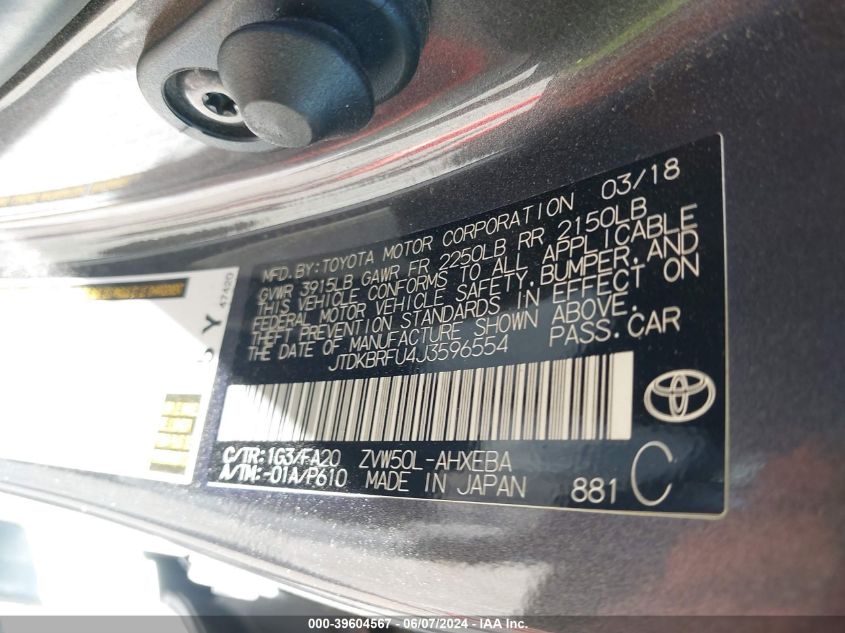 MFD. BY: TOYOTA MOTOR CORPORATION 03/18
GVWR 3915LB GAWR FR 2250LB RR 2150LB
THIS VEHICLE CONFORMS TO ALL APPLICABLE
FEDERAL MOTOR VEHICLE SAFETY, BUMPER, AND
THEFT PREVENTION STANDARDS IN EFFECT ON
THE DATE OF MANUFACTURE SHOWN ABOVE.
JTDKBRFU4J3596554 PASS. CAR
C/TR: 1G3/FA20 ZVW50L-AHXEBA
A/TM: -01A/P610 MADE IN JAPAN 881 C
Y
47420
000-39604567 - 06/07/2024 - IAA Inc.